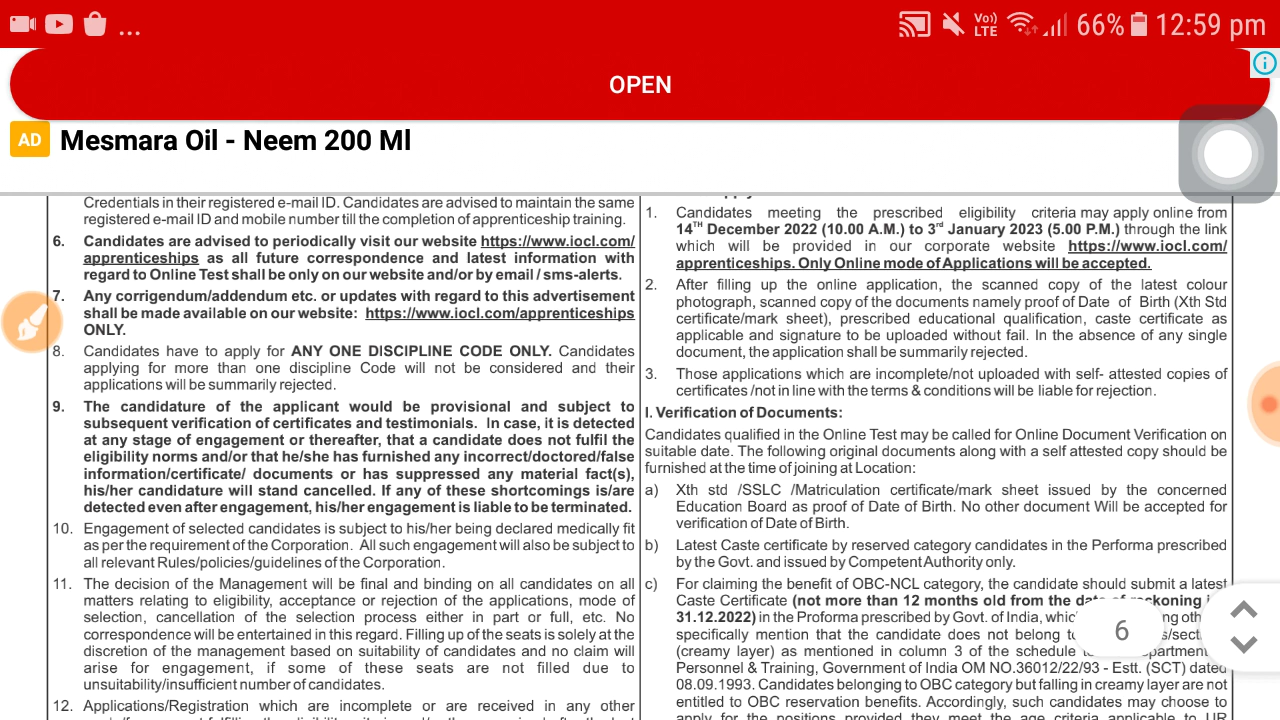 ... Vo)) LTE 66% 12:59 pm
OPEN
AD Mesmara Oil - Neem 200 Ml
Credentials in their registered e-mail ID. Candidates are advised to maintain the same
registered e-mail ID and mobile number till the completion of apprenticeship training.
6. Candidates are advised to periodically visit our website https://www.iocl.com/
apprenticeships as all future correspondence and latest information with
regard to Online Test shall be only on our website and/or by email / sms-alerts.
7. Any corrigendum/addendum etc. or updates with regard to this advertisement
shall be made available on our website: https://www.iocl.com/apprenticeships
ONLY.
8. Candidates have to apply for ANY ONE DISCIPLINE CODE ONLY. Candidates
applying for more than one discipline Code will not be considered and their
applications will be summarily rejected.
9. The candidature of the applicant would be provisional and subject to
subsequent verification of certificates and testimonials. In case, it is detected
at any stage of engagement or thereafter, that a candidate does not fulfil the
eligibility norms and/or that he/she has furnished any incorrect/doctored/false
information/certificate/ documents or has suppressed any material fact(s),
his/her candidature will stand cancelled. If any of these shortcomings is/are
detected even after engagement, his/her engagement is liable to be terminated.
10. Engagement of selected candidates is subject to his/her being declared medically fit
as per the requirement of the Corporation. All such engagement will also be subject to
all relevant Rules/policies/guidelines of the Corporation.
11. The decision of the Management will be final and binding on all candidates on all
matters relating to eligibility, acceptance or rejection of the applications, mode of
selection, cancellation of the selection process either in part or full, etc. No
correspondence will be entertained in this regard. Filling up of the seats is solely at the
discretion of the management based on suitability of candidates and no claim will
arise for engagement, if some of these seats are not filled due to
unsuitability/insufficient number of candidates.
12. Applications/Registration which are incomplete or are received in any other
1. Candidates meeting the prescribed eligibility criteria may apply online from
14TH December 2022 (10.00 A.M.) to 3rd January 2023 (5.00 P.M.) through the link
which will be provided in our corporate website https://www.iocl.com/
apprenticeships. Only Online mode of Applications will be accepted.
2. After filling up the online application, the scanned copy of the latest colour
photograph, scanned copy of the documents namely proof of Date of Birth (Xth Std
certificate/mark sheet), prescribed educational qualification, caste certificate as
applicable and signature to be uploaded without fail. In the absence of any single
document, the application shall be summarily rejected.
3. Those applications which are incomplete/not uploaded with self- attested copies of
certificates /not in line with the terms & conditions will be liable for rejection.
I. Verification of Documents:
Candidates qualified in the Online Test may be called for Online Document Verification on
suitable date. The following original documents along with a self attested copy should be
furnished at the time of joining at Location:
a) Xth std /SSLC /Matriculation certificate/mark sheet issued by the concerned
Education Board as proof of Date of Birth. No other document Will be accepted for
verification of Date of Birth.
b) Latest Caste certificate by reserved category candidates in the Performa prescribed
by the Govt. and issued by Competent Authority only.
c) For claiming the benefit of OBC-NCL category, the candidate should submit a latest
Caste Certificate (not more than 12 months old from the date of reckoning
31.12.2022) in the Proforma prescribed by Govt. of India,
specifically mention that the candidate does not belong
(creamy layer) as mentioned in column 3 of the schedule
Personnel & Training, Government of India OM NO.36012/22/93 - Estt. (SCT) dated
08.09.1993. Candidates belonging to OBC category but falling in creamy layer are not
entitled to OBC reservation benefits. Accordingly, such candidates may choose to
apply for the positions provided they meet the age criteria applicable to UR
6